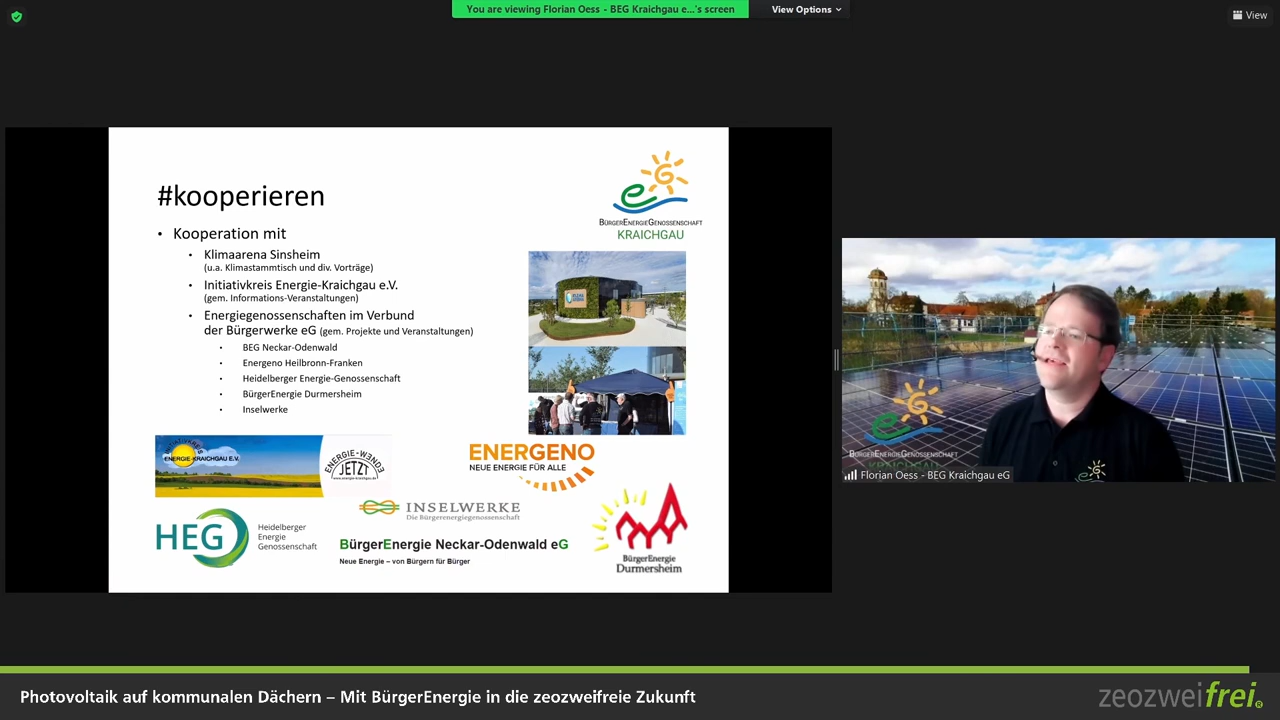 You are viewing Florian Oess - BEG Kraichgau e...'s screen
View Options
View
#kooperieren
BÜRGERENERGIEGENOSSENSCHAFT
KRAICHGAU
• Kooperation mit
• Klimaarena Sinsheim
(u.a. Klimastammtisch und div. Vorträge)
• Initiativkreis Energie-Kraichgau e.V.
(gem. Informations-Veranstaltungen)
• Energiegenossenschaften im Verbund
der Bürgerwerke eG (gem. Projekte und Veranstaltungen)
• BEG Neckar-Odenwald
• Energeno Heilbronn-Franken
• Heidelberger Energie-Genossenschaft
• BürgerEnergie Durmersheim
• Inselwerke
INITIATIVKREIS
ENERGIE-KRAICHGAU E.V.
ENERGIE-WENDE
JETZT
www.energie-kraichgau.de
ENERGENO
NEUE ENERGIE FÜR ALLE
INSELWERKE
Die Bürgerenergiegenossenschaft
HEG
Heidelberger
Energie
Genossenschaft
BürgerEnergie Neckar-Odenwald eG
Neue Energie – von Bürgern für Bürger
BürgerEnergie
Durmersheim
BÜRGERENERGIEGENOSSENSCHAFT
KRAICHGAU
Florian Oess - BEG Kraichgau eG
Photovoltaik auf kommunalen Dächern – Mit BürgerEnergie in die zeozweifreie Zukunft
zeozweifrei.